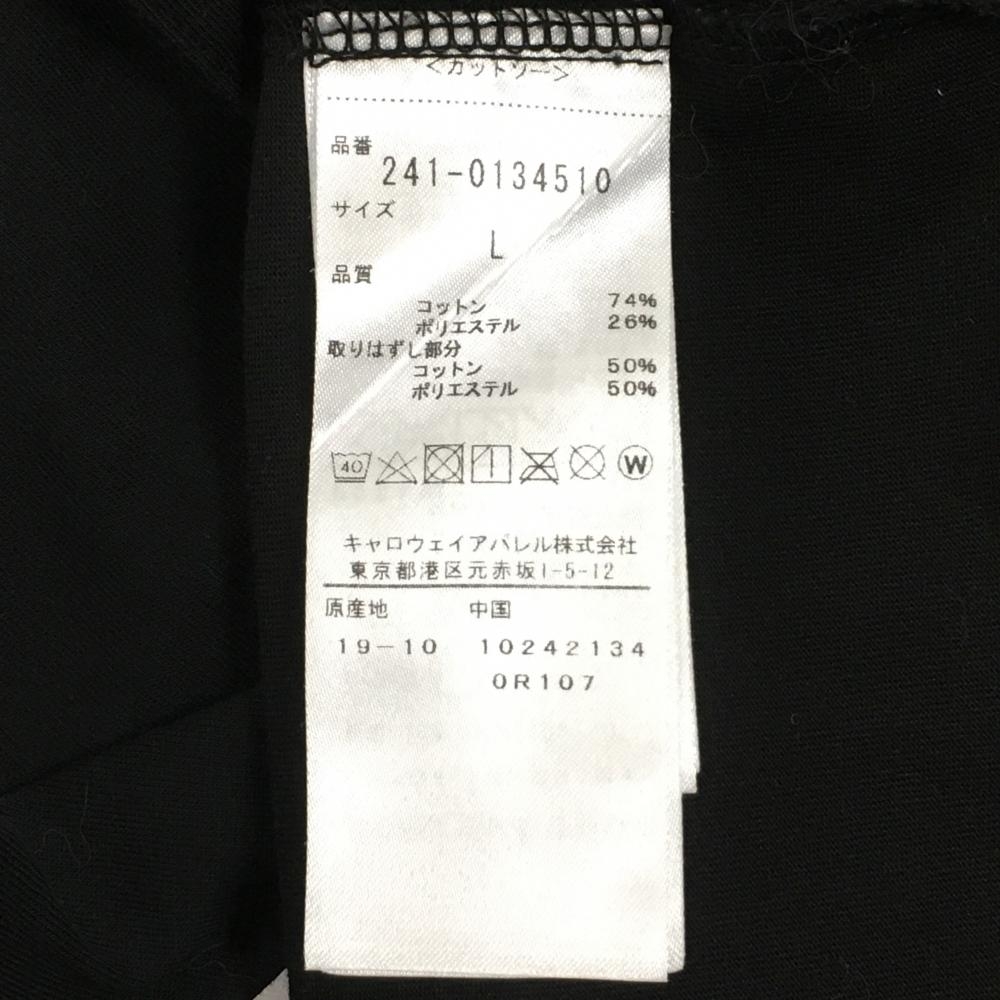 <カットソー>
品番
241-0134510
サイズ
L
品質
コットン 74%
ポリエステル 26%
取りはずし部分
コットン 50%
ポリエステル 50%
40 W
キャロウェイアパレル株式会社
東京都港区元赤坂1-5-12
原産地 中国
19-10 10242134
0R107